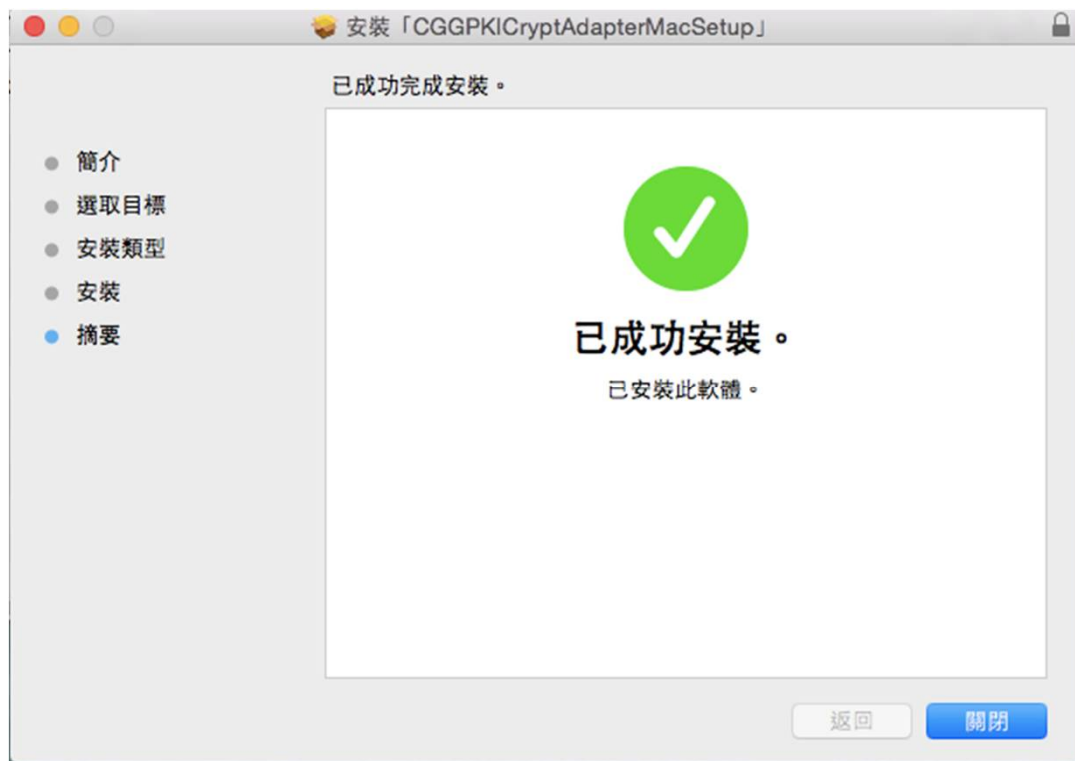 安裝「CGGPKICryptAdapterMacSetup」
已成功完成安裝。
簡介
選取目標
安裝類型
安裝
摘要
已成功安裝。
已安裝此軟體。
返回
關閉